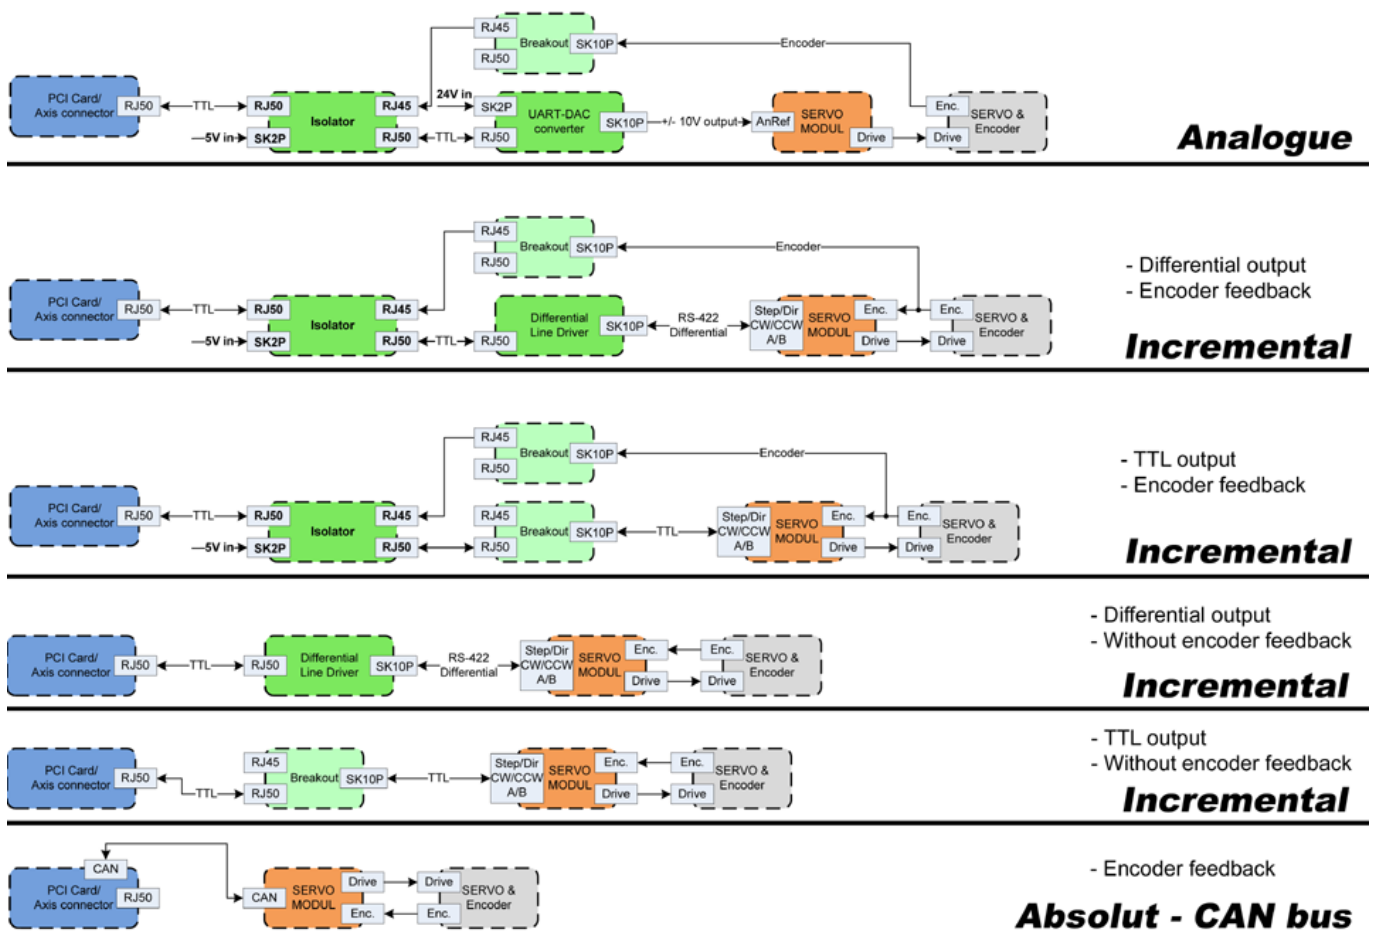 RJ45
Breakout
SK10P
Encoder
RJ50
PCI Card/
Axis connector
RJ50
TTL
RJ50
Isolator
RJ45
24V in
SK2P
UART-DAC
converter
SK10P
+/- 10V output
AnRef
SERVO
MODUL
Enc.
SERVO &
Encoder
5V in
SK2P
RJ50
TTL
RJ50
Drive
Drive
Analogue
RJ45
Breakout
SK10P
Encoder
RJ50
- Differential output
- Encoder feedback
PCI Card/
Axis connector
RJ50
TTL
RJ50
Isolator
RJ45
Differential
Line Driver
SK10P
RS-422
Differential
Step/Dir
CW/CCW
A/B
SERVO
MODUL
Enc.
Enc.
SERVO &
Encoder
5V in
SK2P
RJ50
TTL
RJ50
Drive
Drive
Incremental
RJ45
Breakout
SK10P
Encoder
RJ50
- TTL output
- Encoder feedback
PCI Card/
Axis connector
RJ50
TTL
RJ50
Isolator
RJ45
RJ45
Breakout
SK10P
TTL
Step/Dir
CW/CCW
A/B
SERVO
MODUL
Enc.
Enc.
SERVO &
Encoder
5V in
SK2P
RJ50
RJ50
Drive
Drive
Incremental
- Differential output
- Without encoder feedback
PCI Card/
Axis connector
RJ50
TTL
RJ50
Differential
Line Driver
SK10P
RS-422
Differential
Step/Dir
CW/CCW
A/B
SERVO
MODUL
Enc.
Enc.
SERVO &
Encoder
Drive
Drive
Incremental
- TTL output
- Without encoder feedback
PCI Card/
Axis connector
RJ50
TTL
RJ45
Breakout
SK10P
RJ50
TTL
Step/Dir
CW/CCW
A/B
SERVO
MODUL
Enc.
Enc.
SERVO &
Encoder
Drive
Drive
Incremental
CAN
PCI Card/
Axis connector
RJ50
CAN
SERVO
MODUL
Drive
Drive
SERVO &
Encoder
Enc.
Enc.
- Encoder feedback
Absolut - CAN bus